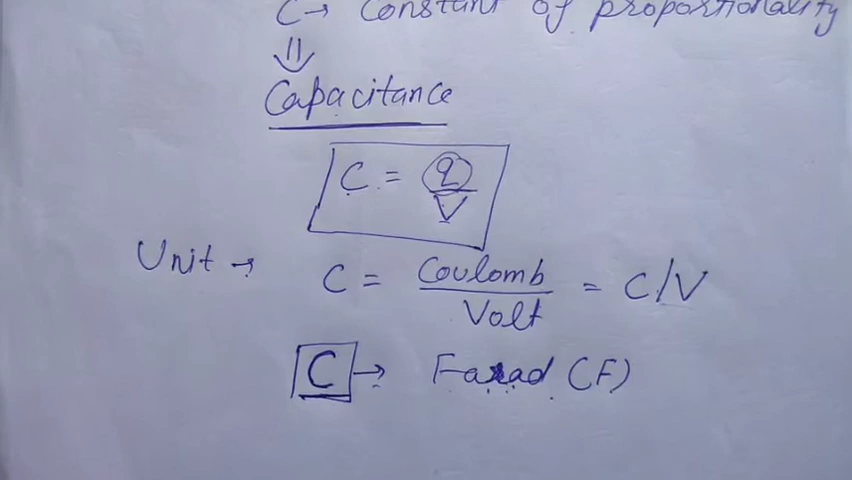 C → Constant of proportionality
⇓
Capacitance
C = q/V
Unit → C = Coulomb/Volt = C/V
C → Farad (F)